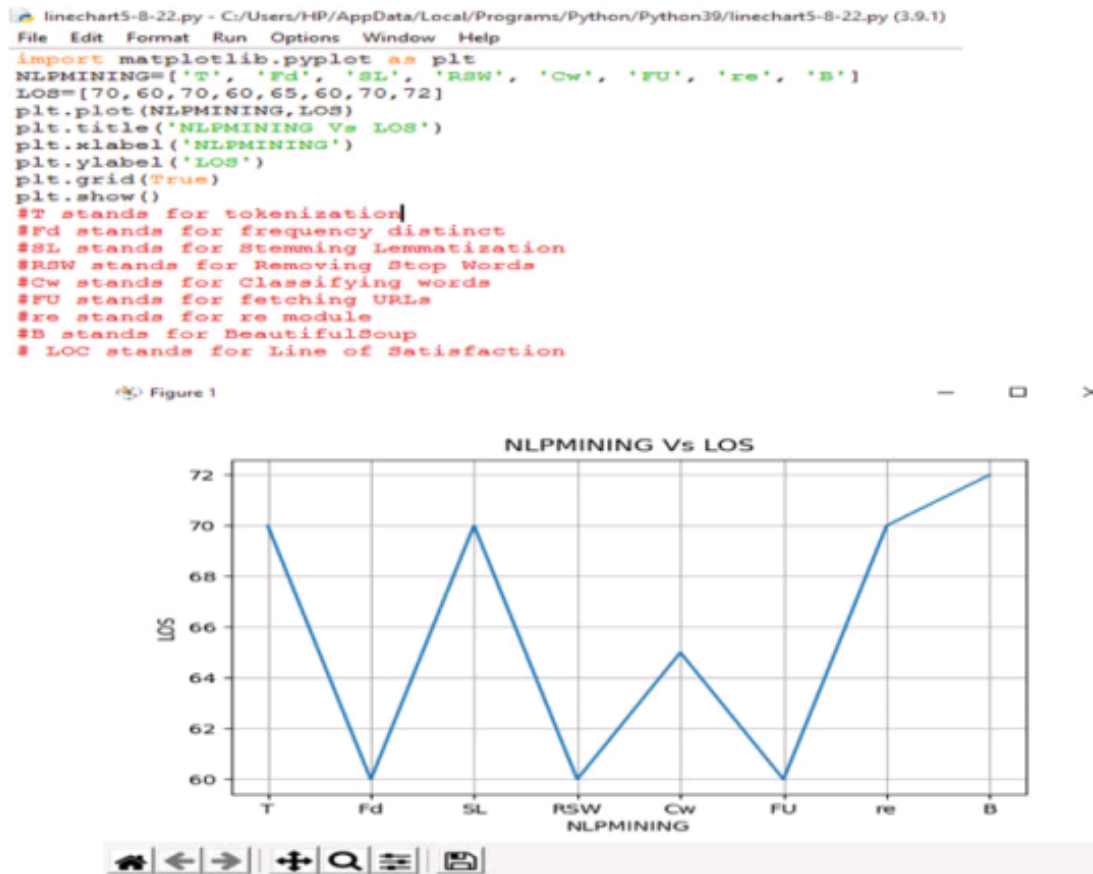 linechart5-8-22.py - C:/Users/HP/AppData/Local/Programs/Python/Python39/linechart5-8-22.py (3.9.1)
File Edit Format Run Options Window Help
import matplotlib.pyplot as plt
NLPMINING=['T', 'Fd', 'SL', 'RSW', 'Cw', 'FU', 're', 'B']
LOS=[70,60,70,60,65,60,70,72]
plt.plot(NLPMINING,LOS)
plt.title('NLPMINING Vs LOS')
plt.xlabel('NLPMINING')
plt.ylabel('LOS')
plt.grid(True)
plt.show()
#T stands for tokenization
#Fd stands for frequency distinct
#SL stands for Stemming Lemmatization
#RSW stands for Removing Stop Words
#Cw stands for Classifying words
#FU stands for fetching URLs
#re stands for re module
#B stands for BeautifulSoup
# LOC stands for Line of Satisfaction
Figure 1
NLPMINING Vs LOS
72
70
68
66
64
62
60
LOS
T Fd SL RSW Cw FU re B
NLPMINING